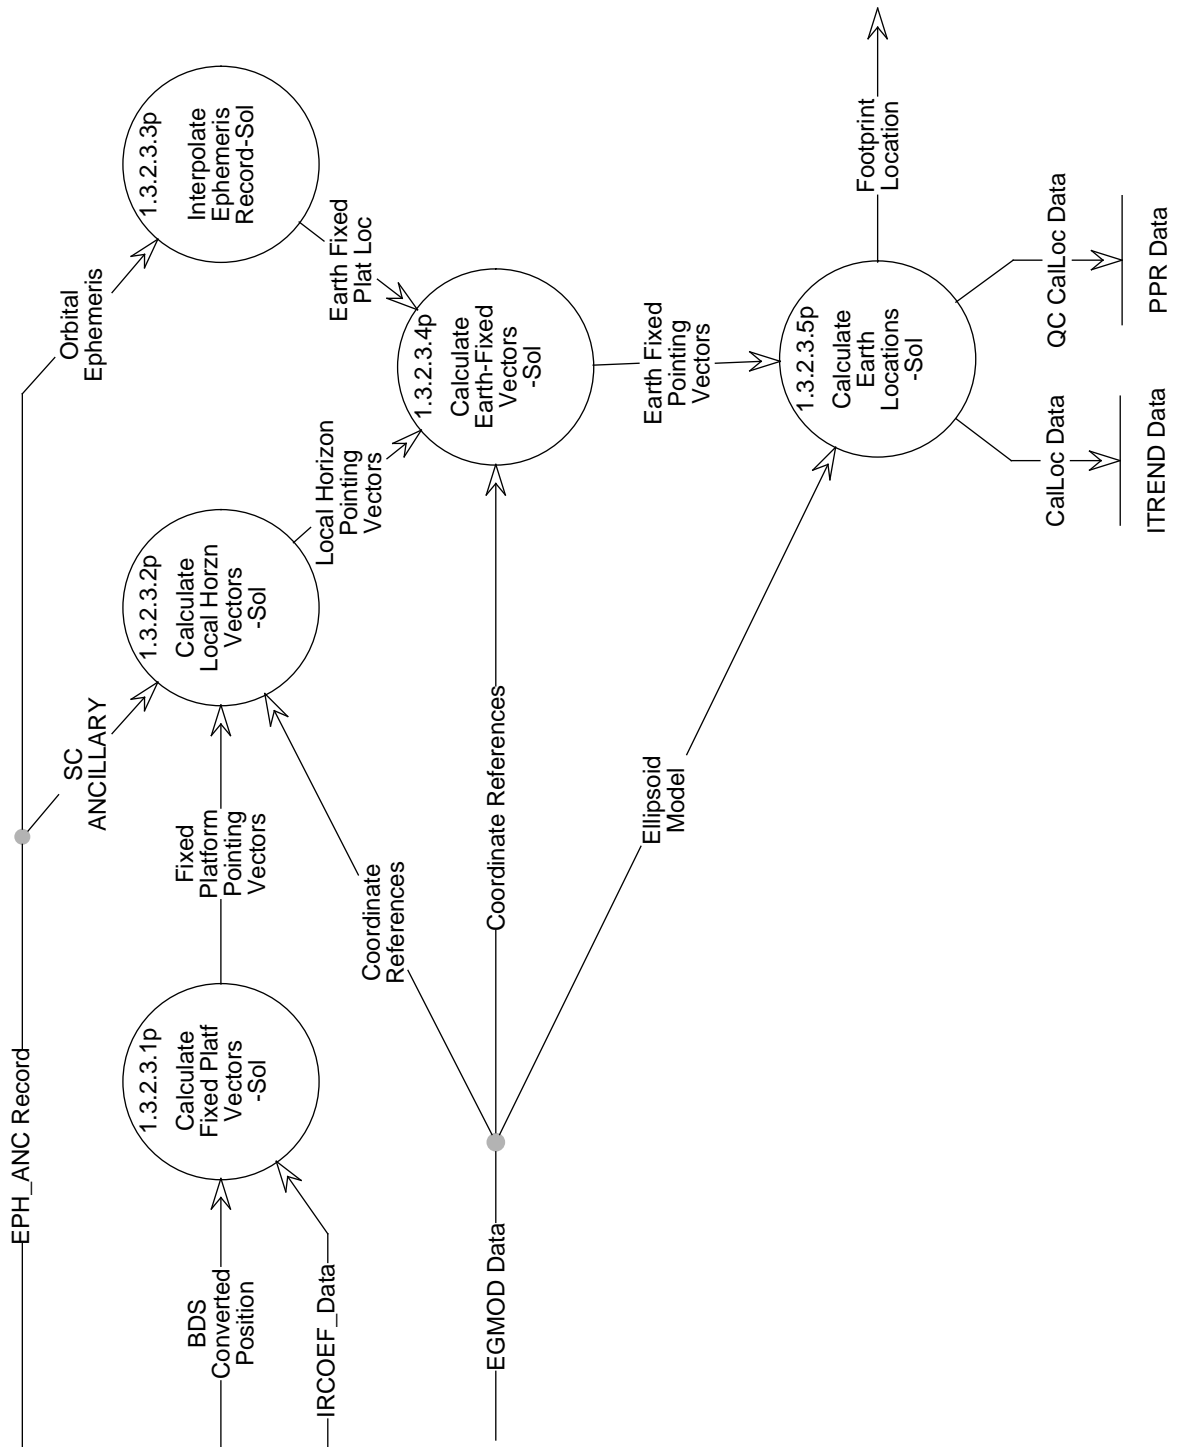 EPH_ANC Record
Orbital
Ephemeris
SC
ANCILLARY
1.3.2.3.3p
Interpolate
Ephemeris
Record-Sol
1.3.2.3.2p
Calculate
Local Horzn
Vectors
-Sol
Fixed
Platform
Pointing
Vectors
1.3.2.3.1p
Calculate
Fixed Platf
Vectors
-Sol
BDS
Converted
Position
IRCOEF_Data
Earth Fixed
Plat Loc
Local Horizon
Pointing
Vectors
Coordinate
References
1.3.2.3.4p
Calculate
Earth-Fixed
Vectors
-Sol
Coordinate References
EGMOD Data
Earth Fixed
Pointing
Vectors
Ellipsoid
Model
1.3.2.3.5p
Calculate
Earth
Locations
-Sol
Footprint
Location
QC CalLoc Data
PPR Data
CalLoc Data
ITREND Data